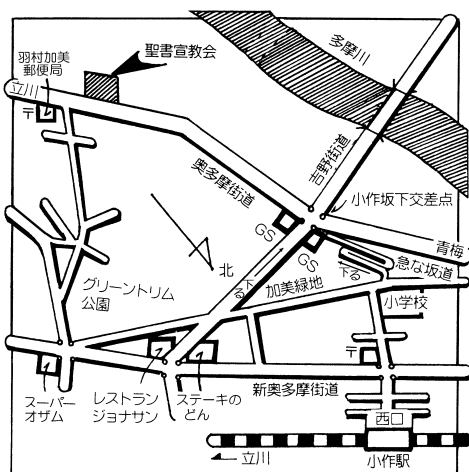 聖書宣教会
多摩川
羽村加美
郵便局
立川
〒
吉野街道
奥多摩街道
小作坂下交差点
GS
GS
青梅
急な坂道
下る
下る
北
加美緑地
小学校
グリーントリム
公園
〒
新奥多摩街道
スーパー
オザム
レストラン
ジョナサン
ステーキの
どん
西口
立川
小作駅